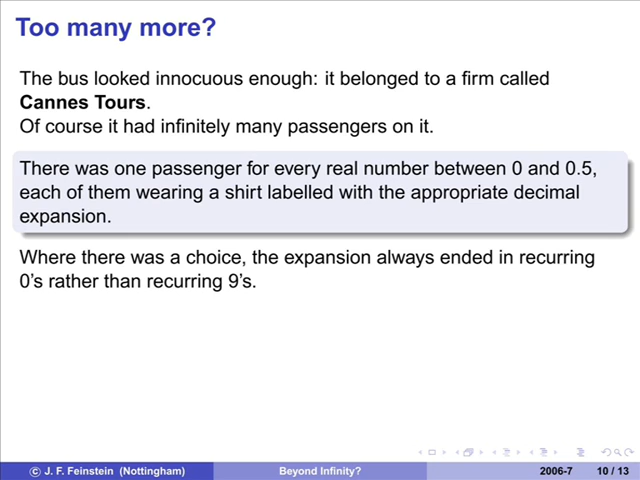 Too many more?
The bus looked innocuous enough: it belonged to a firm called
Cannes Tours.
Of course it had infinitely many passengers on it.
There was one passenger for every real number between 0 and 0.5,
each of them wearing a shirt labelled with the appropriate decimal
expansion.
Where there was a choice, the expansion always ended in recurring
0's rather than recurring 9's.
© J. F. Feinstein (Nottingham) Beyond Infinity? 2006-7 10 / 13